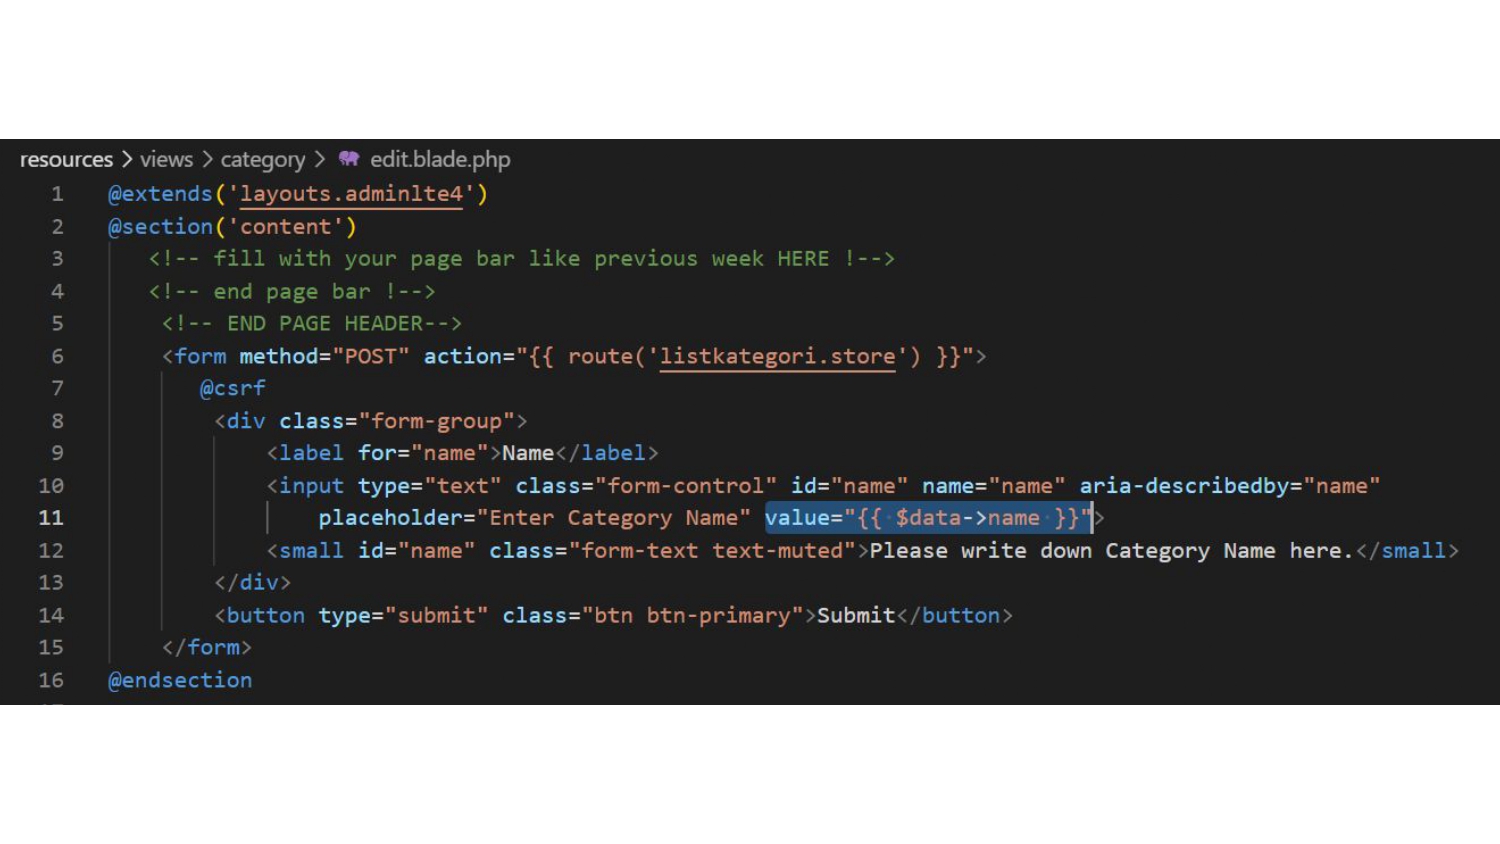 resources > views > category > edit.blade.php
1 @extends('layouts.adminlte4')
2 @section('content')
3 <!-- fill with your page bar like previous week HERE !-->
4 <!-- end page bar !-->
5 <!-- END PAGE HEADER-->
6 <form method="POST" action="{{ route('listkategori.store') }}">
7 @csrf
8 <div class="form-group">
9 <label for="name">Name</label>
10 <input type="text" class="form-control" id="name" name="name" aria-describedby="name"
11 placeholder="Enter Category Name" value="{{ $data->name }}">
12 <small id="name" class="form-text text-muted">Please write down Category Name here.</small>
13 </div>
14 <button type="submit" class="btn btn-primary">Submit</button>
15 </form>
16 @endsection